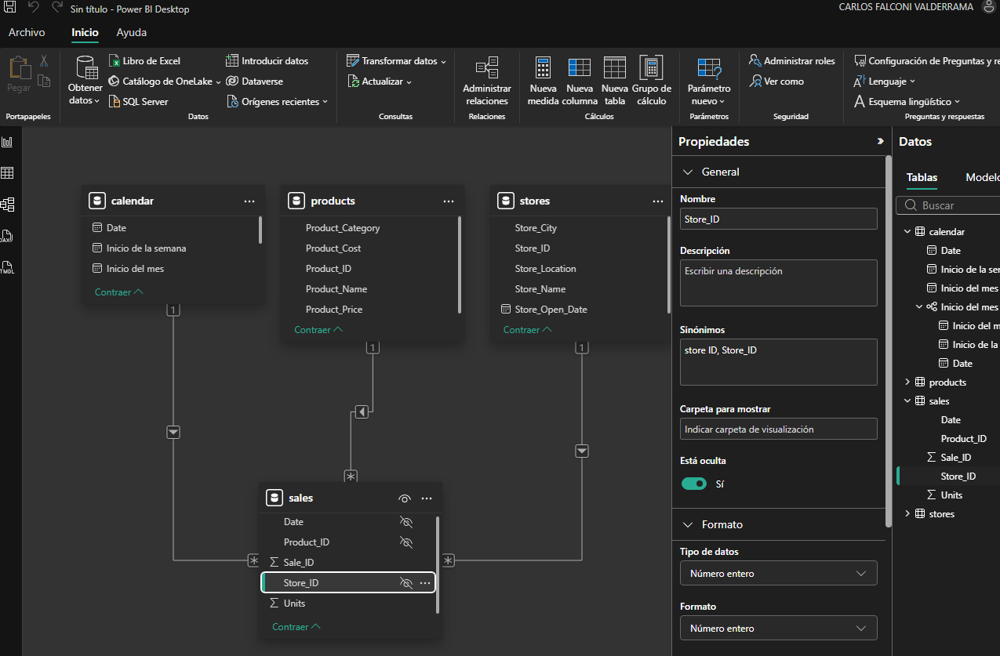 Sin título - Power BI Desktop
CARLOS FALCONI VALDERRAMA
Archivo
Inicio
Ayuda
Pegar
Portapapeles
Obtener datos
Libro de Excel
Catálogo de OneLake
SQL Server
Introducir datos
Dataverse
Orígenes recientes
Datos
Transformar datos
Actualizar
Consultas
Administrar relaciones
Relaciones
Nueva medida
Nueva columna
Nueva tabla
Grupo de cálculo
Cálculos
Parámetro nuevo
Parámetros
Administrar roles
Ver como
Seguridad
Configuración de Preguntas y re
Lenguaje
Esquema lingüístico
Preguntas y respuestas
DAX
TMDL
calendar
Date
Inicio de la semana
Inicio del mes
Contraer
1
products
Product_Category
Product_Cost
Product_ID
Product_Name
Product_Price
Contraer
1
stores
Store_City
Store_ID
Store_Location
Store_Name
Store_Open_Date
Contraer
1
*
*
*
sales
Date
Product_ID
Sale_ID
Store_ID
Units
Contraer
Propiedades
General
Nombre
Store_ID
Descripción
Escribir una descripción
Sinónimos
store ID, Store_ID
Carpeta para mostrar
Indicar carpeta de visualización
Está oculta
Sí
Formato
Tipo de datos
Número entero
Formato
Número entero
Datos
Tablas
Modelo
Buscar
calendar
Date
Inicio de la ser
Inicio del mes
Inicio del mes
Inicio del m
Inicio de la
Date
products
sales
Date
Product_ID
Sale_ID
Store_ID
Units
stores